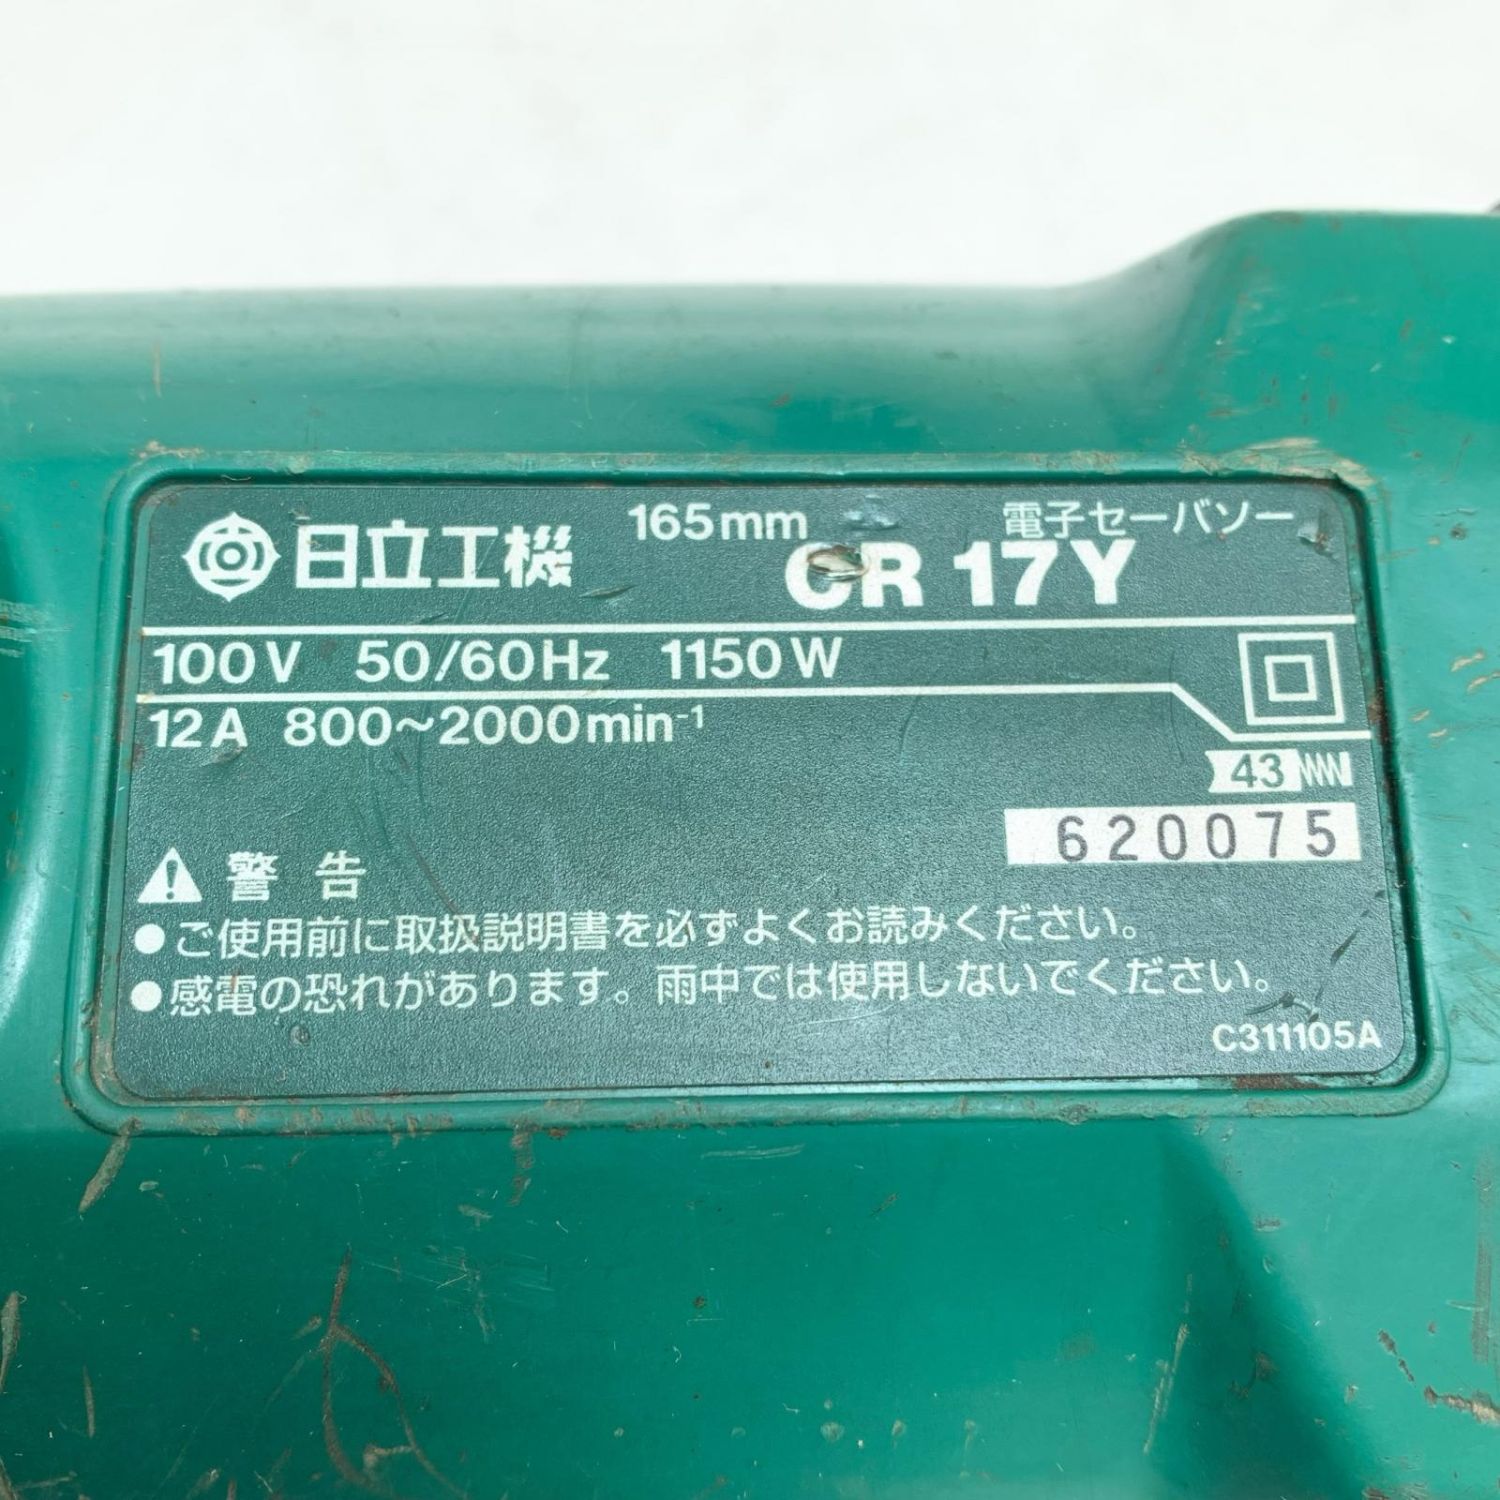 日立工機 165mm 電子セーバソー
CR 17Y
100V 50/60Hz 1150W
12A 800~2000min-1
43
620075
警告
●ご使用前に取扱説明書を必ずよくお読みください。
●感電の恐れがあります。雨中では使用しないでください。
C311105A